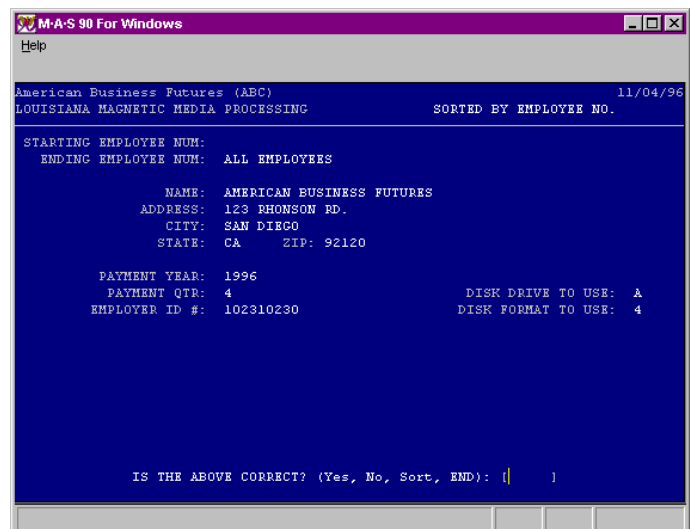 M·A·S 90 For Windows
Help
American Business Futures (ABC) 11/04/96
LOUISIANA MAGNETIC MEDIA PROCESSING SORTED BY EMPLOYEE NO.
STARTING EMPLOYEE NUM:
ENDING EMPLOYEE NUM: ALL EMPLOYEES
NAME: AMERICAN BUSINESS FUTURES
ADDRESS: 123 RHONSON RD.
CITY: SAN DIEGO
STATE: CA ZIP: 92120
PAYMENT YEAR: 1996
PAYMENT QTR: 4 DISK DRIVE TO USE: A
EMPLOYER ID #: 102310230 DISK FORMAT TO USE: 4
IS THE ABOVE CORRECT? (Yes, No, Sort, END): [ ]